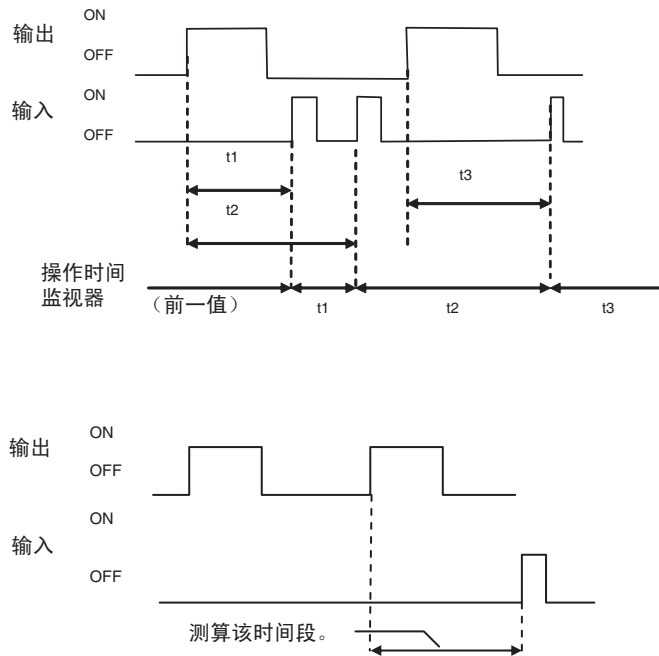 ON
输出
OFF
ON
输入
OFF
t1
t3
t2
操作时间
监视器
（前一值）
t1
t2
t3
ON
输出
OFF
ON
输入
OFF
测算该时间段。